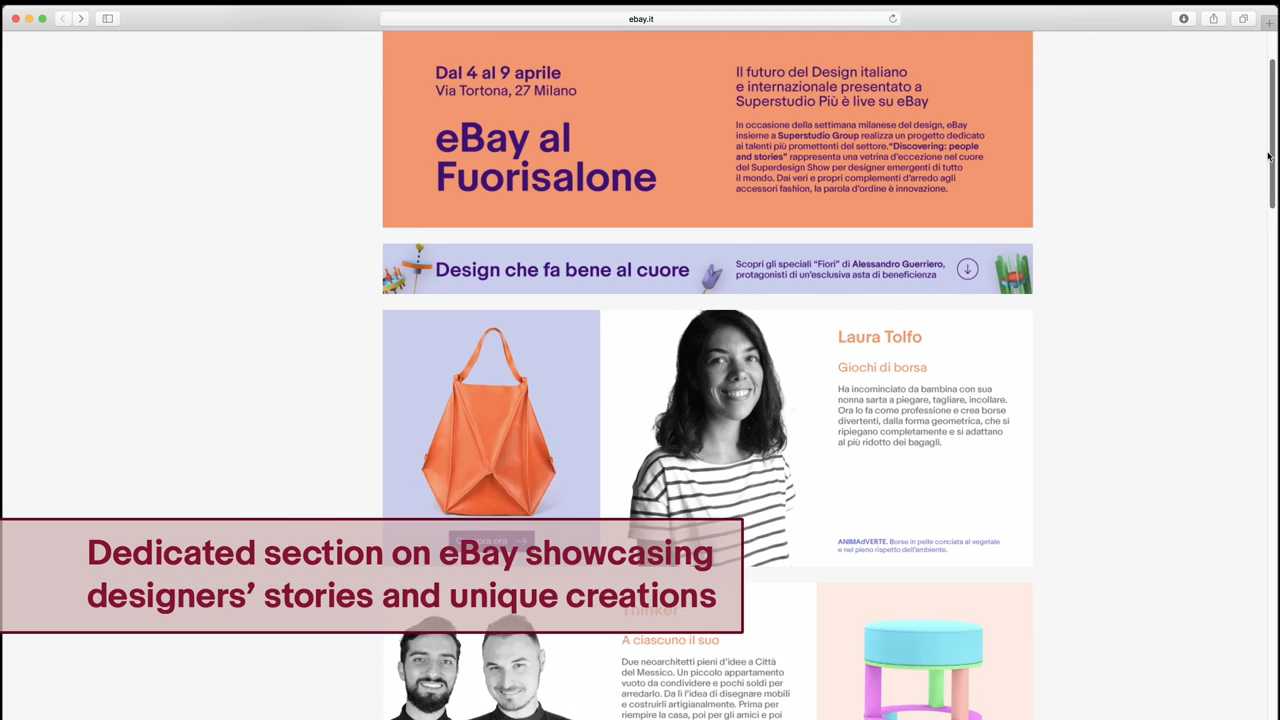 ebay.it
Dal 4 al 9 aprile
Via Tortona, 27 Milano
eBay al
Fuorisalone
Il futuro del Design italiano
e internazionale presentato a
Superstudio Più è live su eBay
In occasione della settimana milanese del design, eBay
insieme a Superstudio Group realizza un progetto dedicato
ai talenti più promettenti del settore.“Discovering: people
and stories” rappresenta una vetrina d’eccezione nel cuore
del Superdesign Show per designer emergenti di tutto
il mondo. Dai veri e propri complementi d’arredo agli
accessori fashion, la parola d’ordine è innovazione.
Design che fa bene al cuore
Scopri gli speciali “Fiori” di Alessandro Guerriero,
protagonisti di un’esclusiva asta di beneficienza
Laura Tolfo
Giochi di borsa
Ha incominciato da bambina con sua
nonna sarta a piegare, tagliare, incollare.
Ora lo fa come professione e crea borse
divertenti, dalla forma geometrica, che si
ripiegano completamente e si adattano
al più ridotto dei bagagli.
ANIMAdVERTE. Borse in pelle conciata al vegetale
e nel pieno rispetto dell’ambiente.
Dedicated section on eBay showcasing
designers’ stories and unique creations
Thinker
A ciascuno il suo
Due neoarchitetti pieni d’idee a Città
del Messico. Un piccolo appartamento
vuoto da condividere e pochi soldi per
arredarlo. Da lì l’idea di disegnare mobili
e costruirli artigianalmente. Prima per
riempire la casa, poi per gli amici e poi